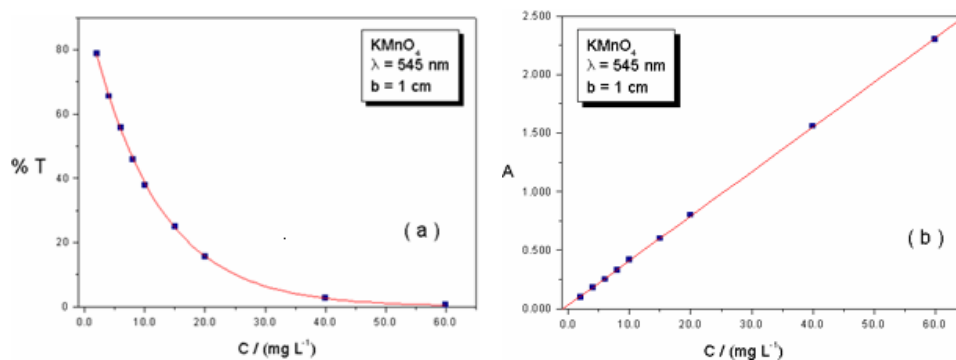 80
60
40
20
0
% T
0.0 10.0 20.0 30.0 40.0 50.0 60.0
C / (mg L⁻¹)
KMnO₄
λ = 545 nm
b = 1 cm
( a )
2.500
2.000
1.500
1.000
0.500
0.000
A
0.0 10.0 20.0 30.0 40.0 50.0 60.0
C / (mg L⁻¹)
KMnO₄
λ = 545 nm
b = 1 cm
( b )